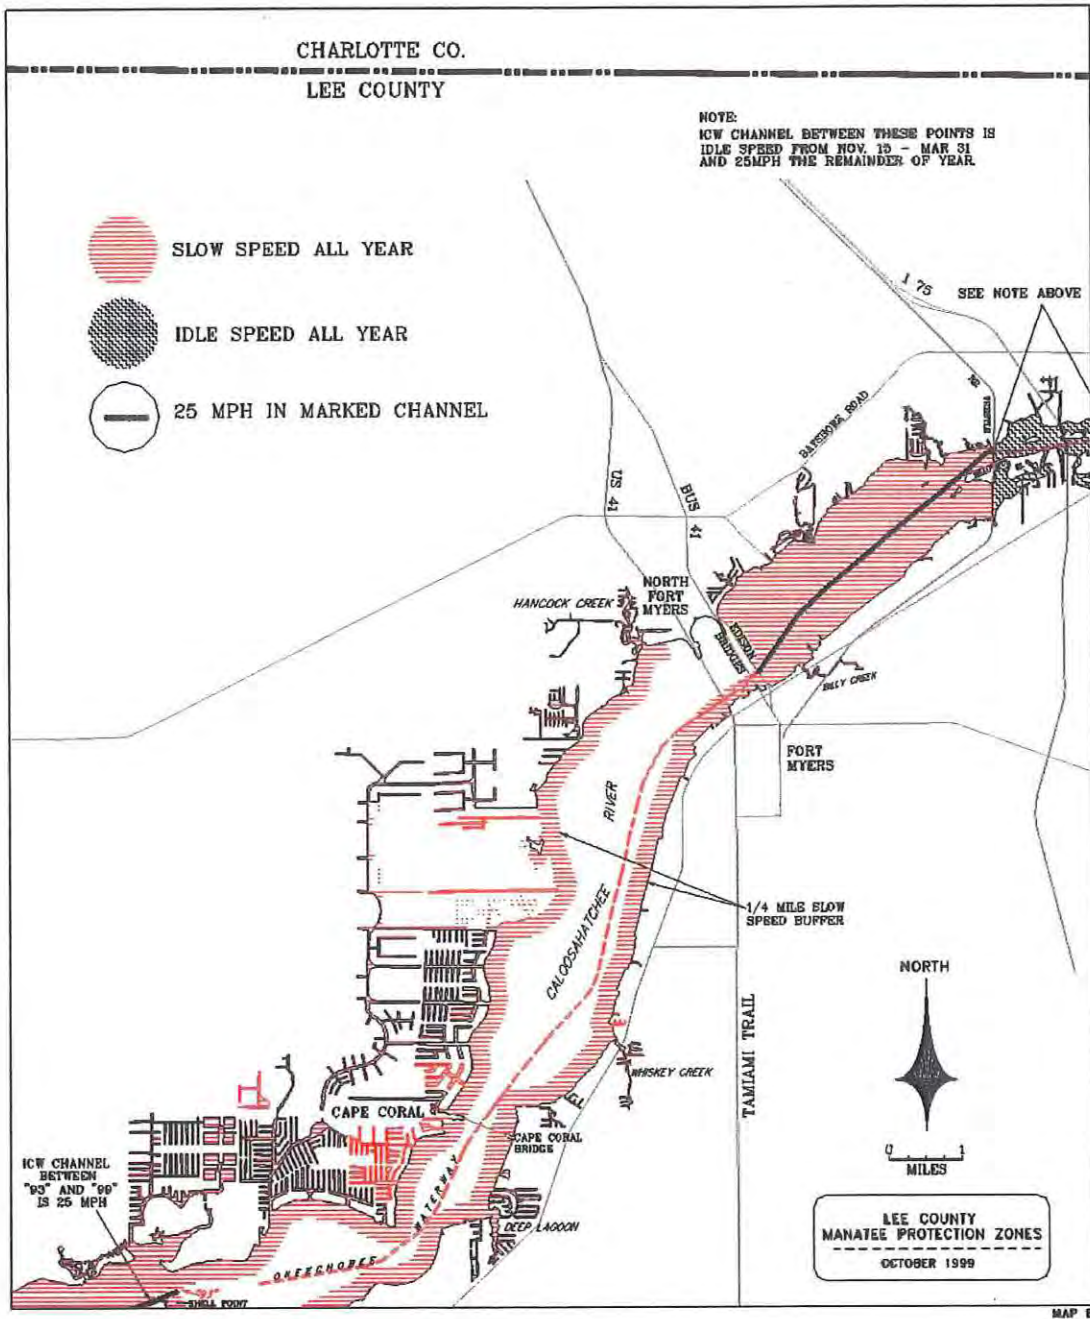 CHARLOTTE CO.
LEE COUNTY
NOTE:
ICW CHANNEL BETWEEN THESE POINTS IS
IDLE SPEED FROM NOV. 15 - MAR 31
AND 25MPH THE REMAINDER OF YEAR
SLOW SPEED ALL YEAR
IDLE SPEED ALL YEAR
25 MPH IN MARKED CHANNEL
I 75
SEE NOTE ABOVE
BAYSHORE ROAD
US 41
BUS 41
NORTH
FORT
MYERS
HANCOCK CREEK
EDISON
BRIDGES
BILLY CREEK
FORT
MYERS
RIVER
CALOOSAHATCHEE
1/4 MILE SLOW
SPEED BUFFER
NORTH
TAMIAMI TRAIL
WHISKEY CREEK
CAPE CORAL
CAPE CORAL
BRIDGE
0 1
MILES
ICW CHANNEL
BETWEEN
"93" AND "99"
IS 25 MPH
WATERWAY
DEEP LAGOON
OKEECHOBEE
"93"
SHELL POINT
LEE COUNTY
MANATEE PROTECTION ZONES
OCTOBER 1999
MAP